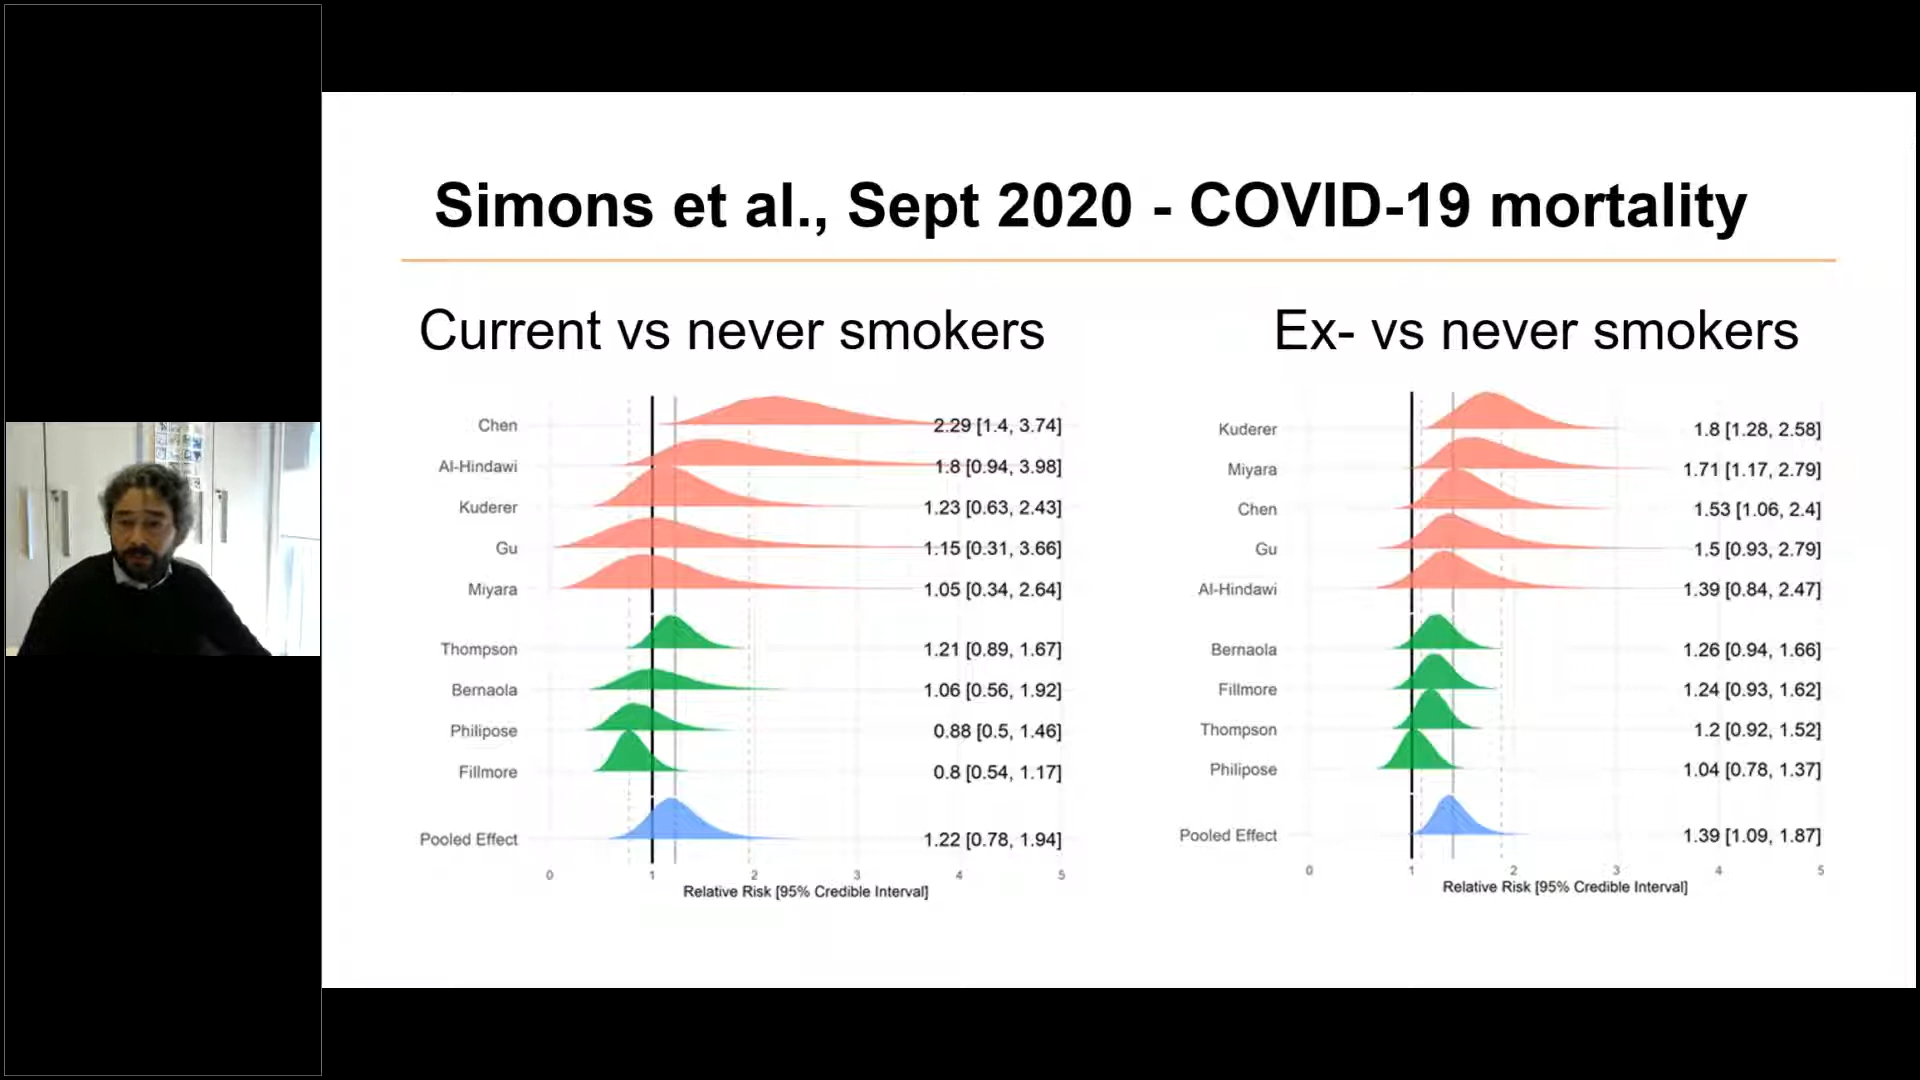 Simons et al., Sept 2020 - COVID-19 mortality
Current vs never smokers
Chen 2.29 [1.4, 3.74]
Al-Hindawi 1.8 [0.94, 3.98]
Kuderer 1.23 [0.63, 2.43]
Gu 1.15 [0.31, 3.66]
Miyara 1.05 [0.34, 2.64]
Thompson 1.21 [0.89, 1.67]
Bernaola 1.06 [0.56, 1.92]
Philipose 0.88 [0.5, 1.46]
Fillmore 0.8 [0.54, 1.17]
Pooled Effect 1.22 [0.78, 1.94]
0 1 2 3 4 5
Relative Risk [95% Credible Interval]
Ex- vs never smokers
Kuderer 1.8 [1.28, 2.58]
Miyara 1.71 [1.17, 2.79]
Chen 1.53 [1.06, 2.4]
Gu 1.5 [0.93, 2.79]
Al-Hindawi 1.39 [0.84, 2.47]
Bernaola 1.26 [0.94, 1.66]
Fillmore 1.24 [0.93, 1.62]
Thompson 1.2 [0.92, 1.52]
Philipose 1.04 [0.78, 1.37]
Pooled Effect 1.39 [1.09, 1.87]
0 1 2 3 4 5
Relative Risk [95% Credible Interval]